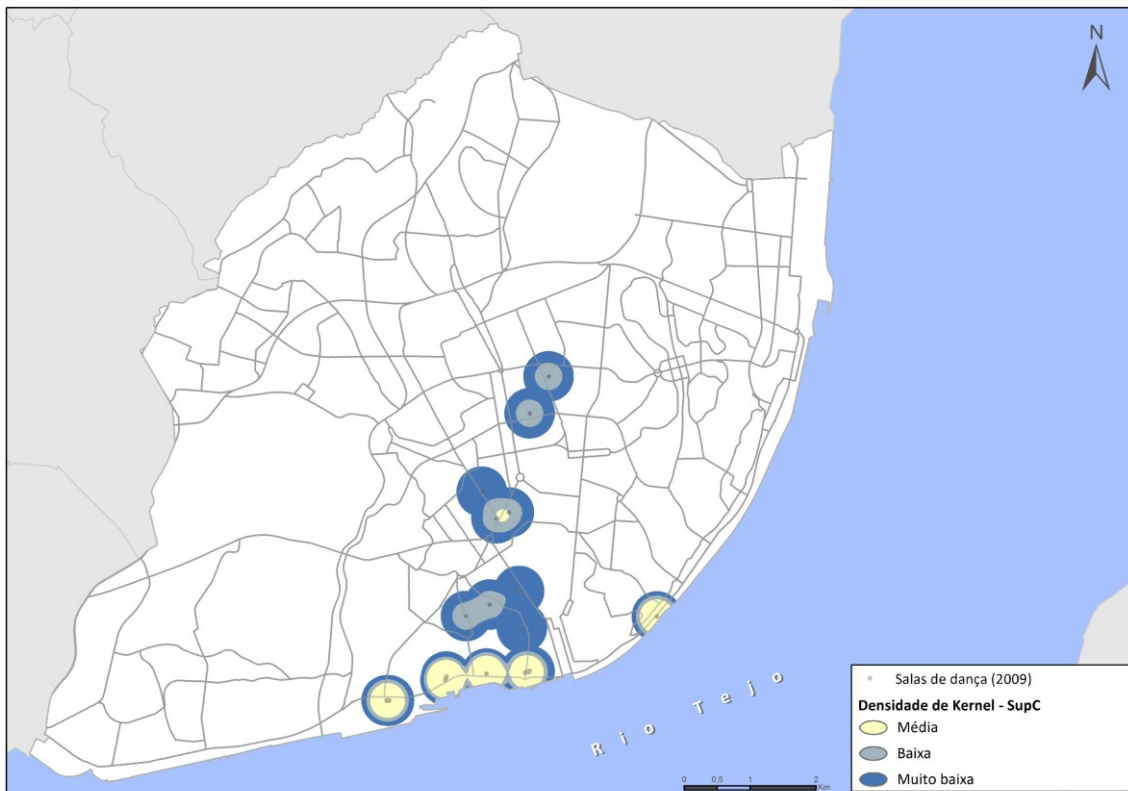 N
Rio Tejo
Salas de dança (2009)
Densidade de Kernel - SupC
Média
Baixa
Muito baixa
0 0,5 1 2
Km